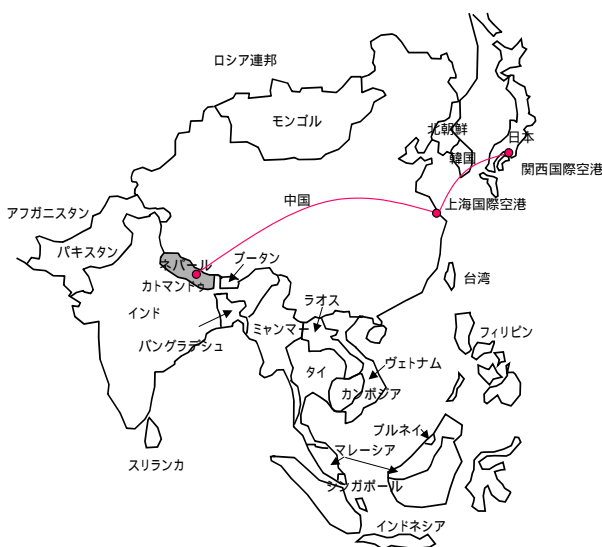 ロシア連邦
モンゴル
北朝鮮
日本
韓国
関西国際空港
中国
上海国際空港
アフガニスタン
パキスタン
ネパール
ブータン
カトマンドゥ
台湾
インド
ラオス
ミャンマー
フィリピン
バングラデシュ
ヴェトナム
タイ
カンボジア
ブルネイ
マレーシア
スリランカ
シンガポール
インドネシア